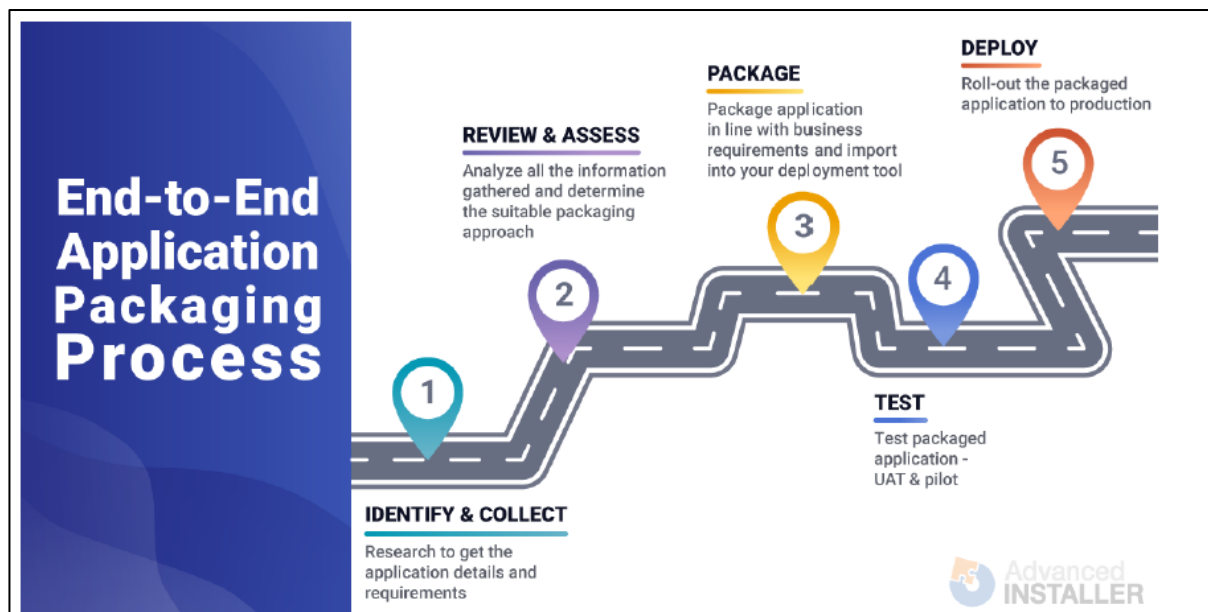 End-to-End
Application
Packaging
Process
1
IDENTIFY & COLLECT
Research to get the
application details and
requirements
2
REVIEW & ASSESS
Analyze all the information
gathered and determine
the suitable packaging
approach
3
PACKAGE
Package application
in line with business
requirements and import
into your deployment tool
4
TEST
Test packaged
application -
UAT & pilot
5
DEPLOY
Roll-out the packaged
application to production
Advanced
INSTALLER